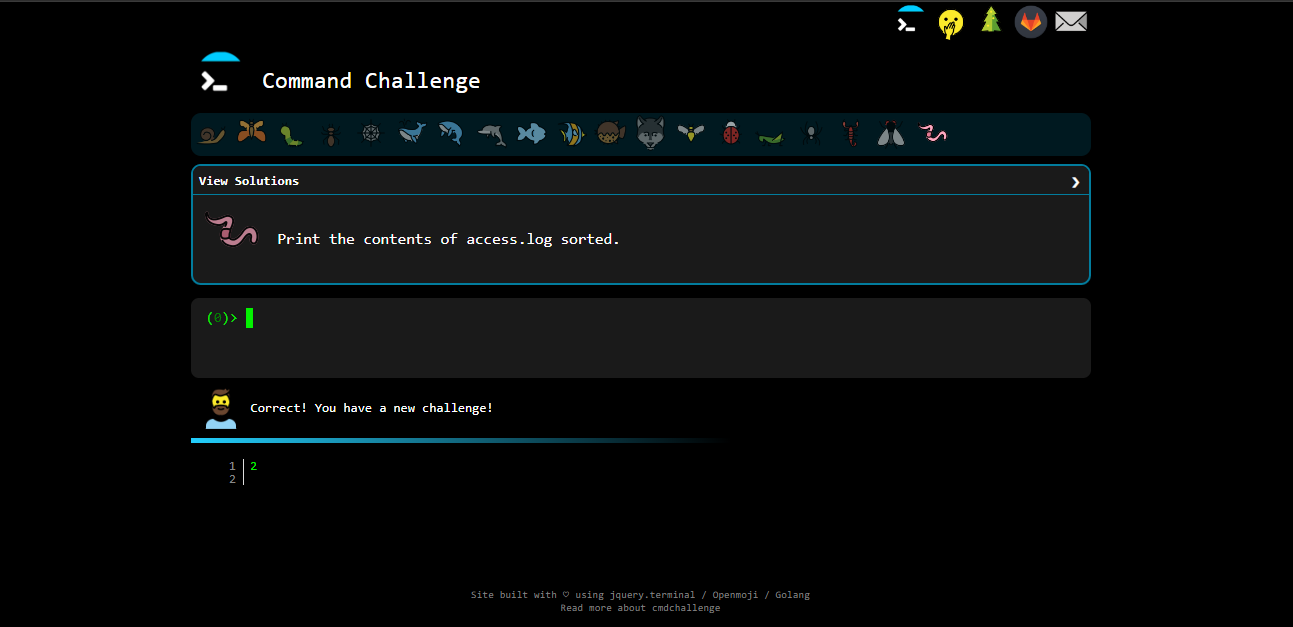 Command Challenge
View Solutions
Print the contents of access.log sorted.
(0)>
Correct! You have a new challenge!
1 2
2
Site built with ♡ using jquery.terminal / Openmoji / Golang
Read more about cmdchallenge